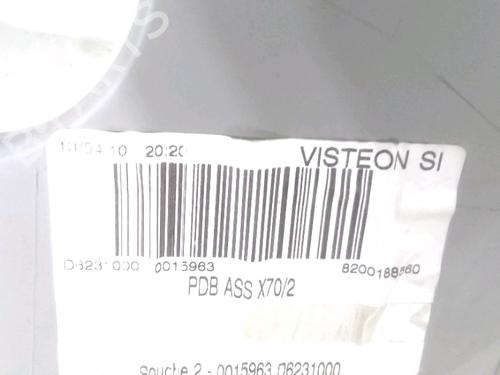 20:20 VISTEON SI
0015963
PDB ASS X70/2
Souche 2 - 0015963 D6231000